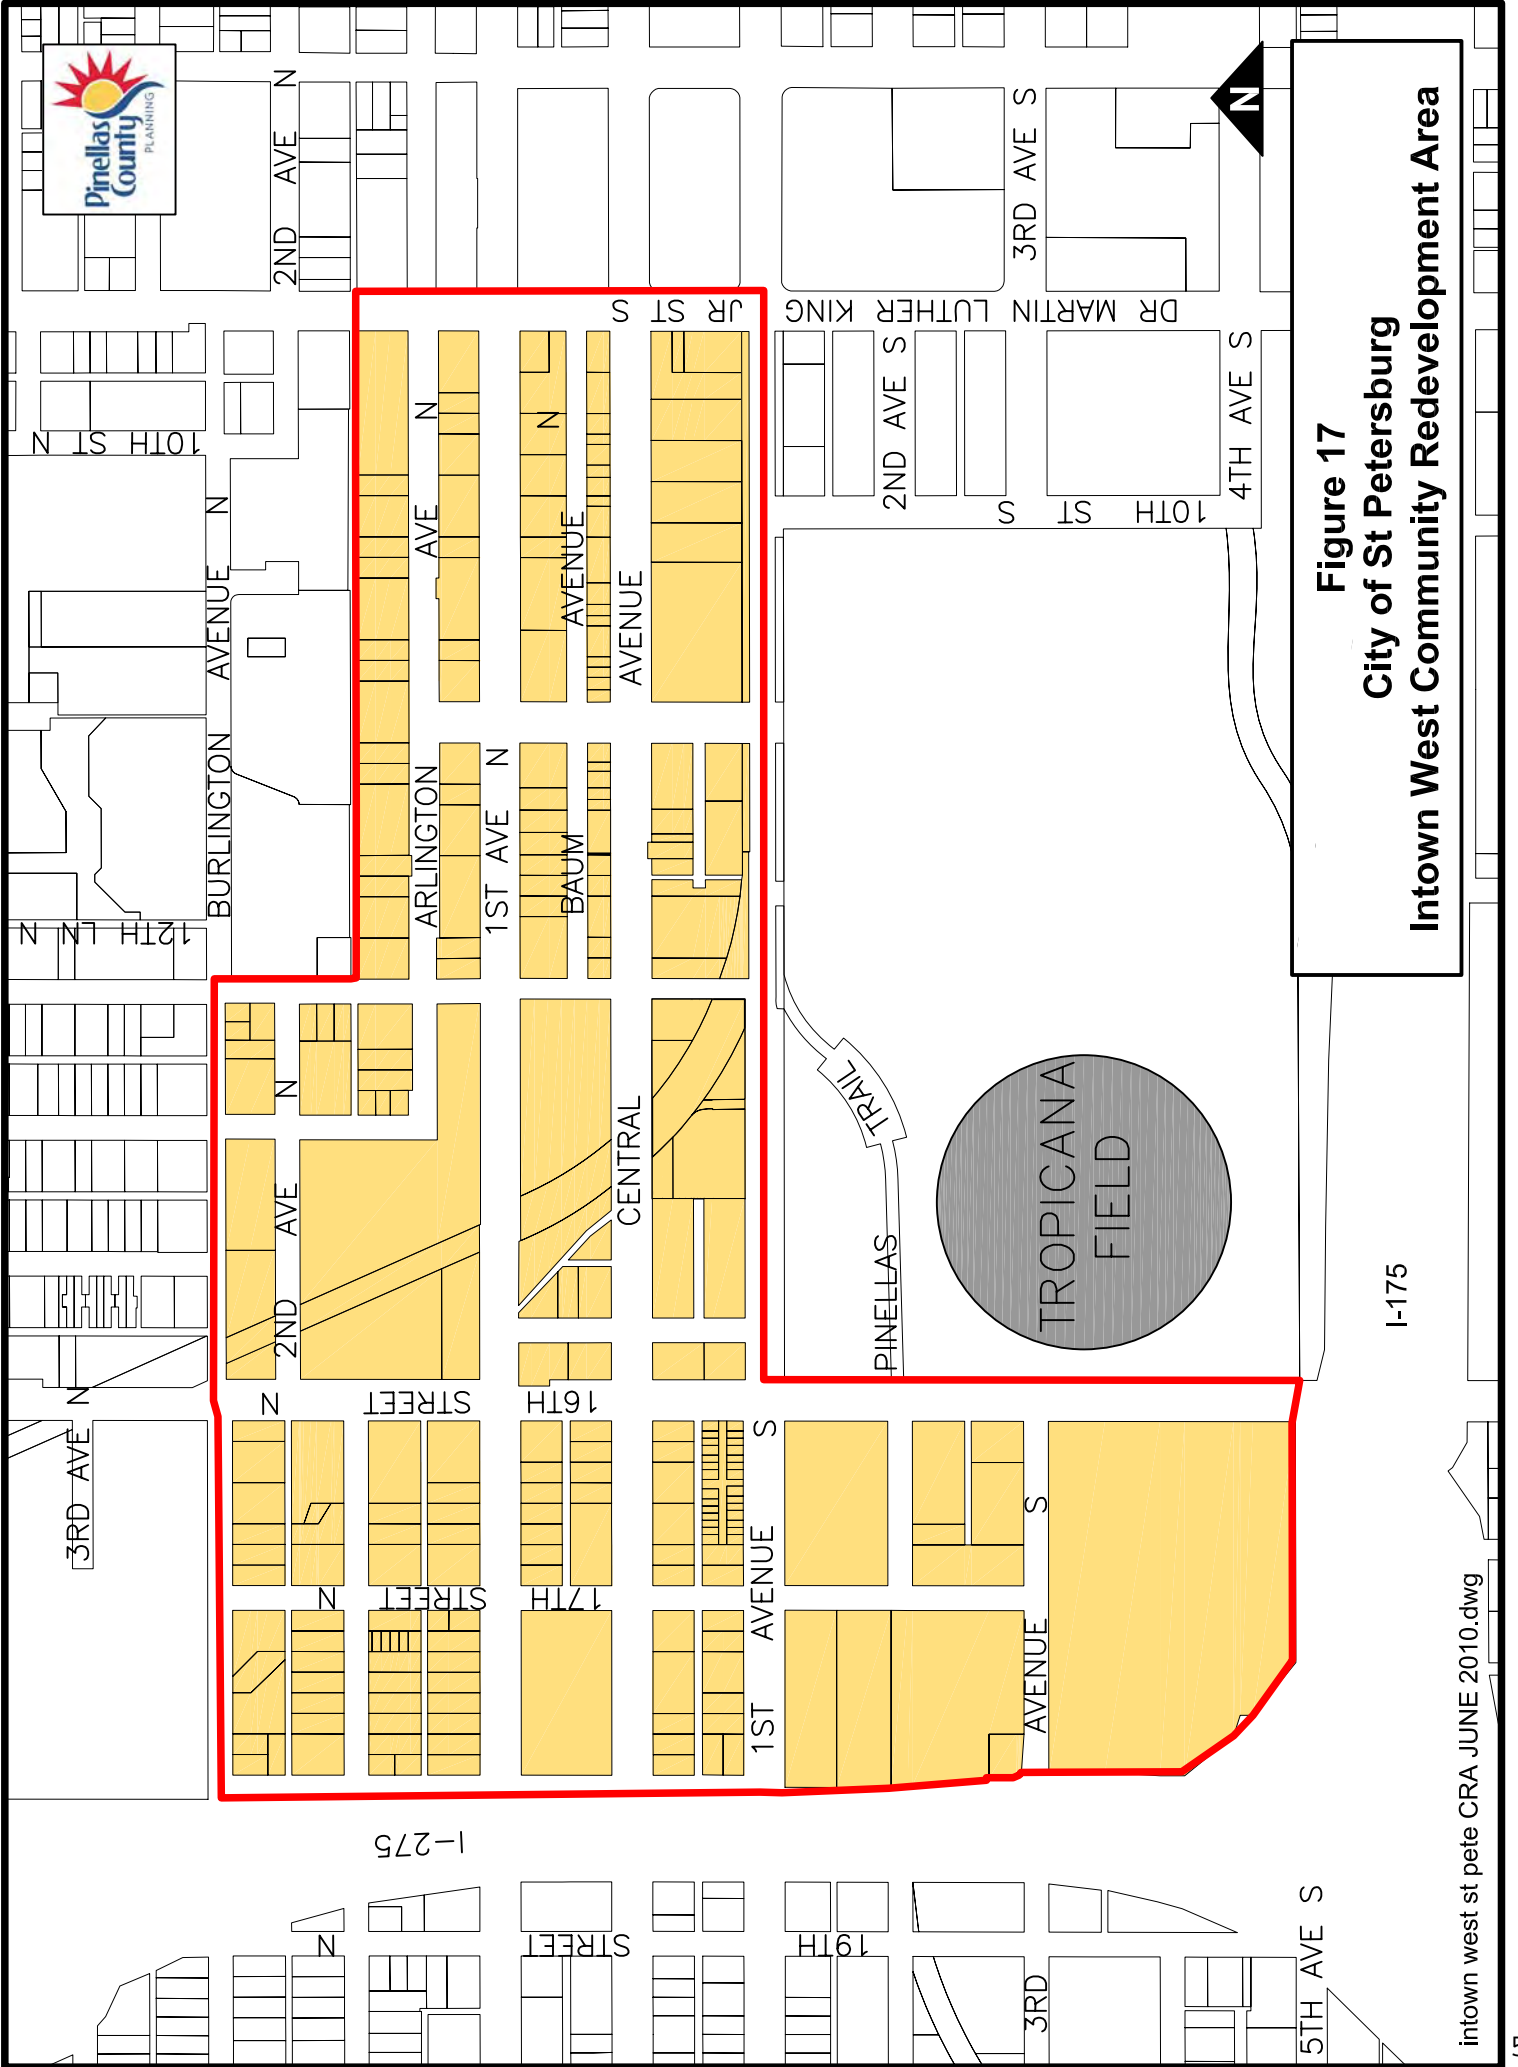 Pinellas
County
PLANNING
Figure 17
City of St Petersburg
Intown West Community Redevelopment Area
N
2ND AVE N
10TH ST N
BURLINGTON AVENUE N
12TH LN N
ARLINGTON AVE N
1ST AVE N
BAUM AVENUE N
CENTRAL AVENUE
DR MARTIN LUTHER KING JR ST S
3RD AVE S
2ND AVE S
4TH AVE S
10TH ST S
2ND AVE N
3RD AVE N
16TH STREET N
17TH STREET N
1ST AVENUE S
3RD AVENUE S
PINELLAS TRAIL
TROPICANA
FIELD
I-175
I-275
19TH STREET N
5TH AVE S
intown west st pete CRA JUNE 2010.dwg